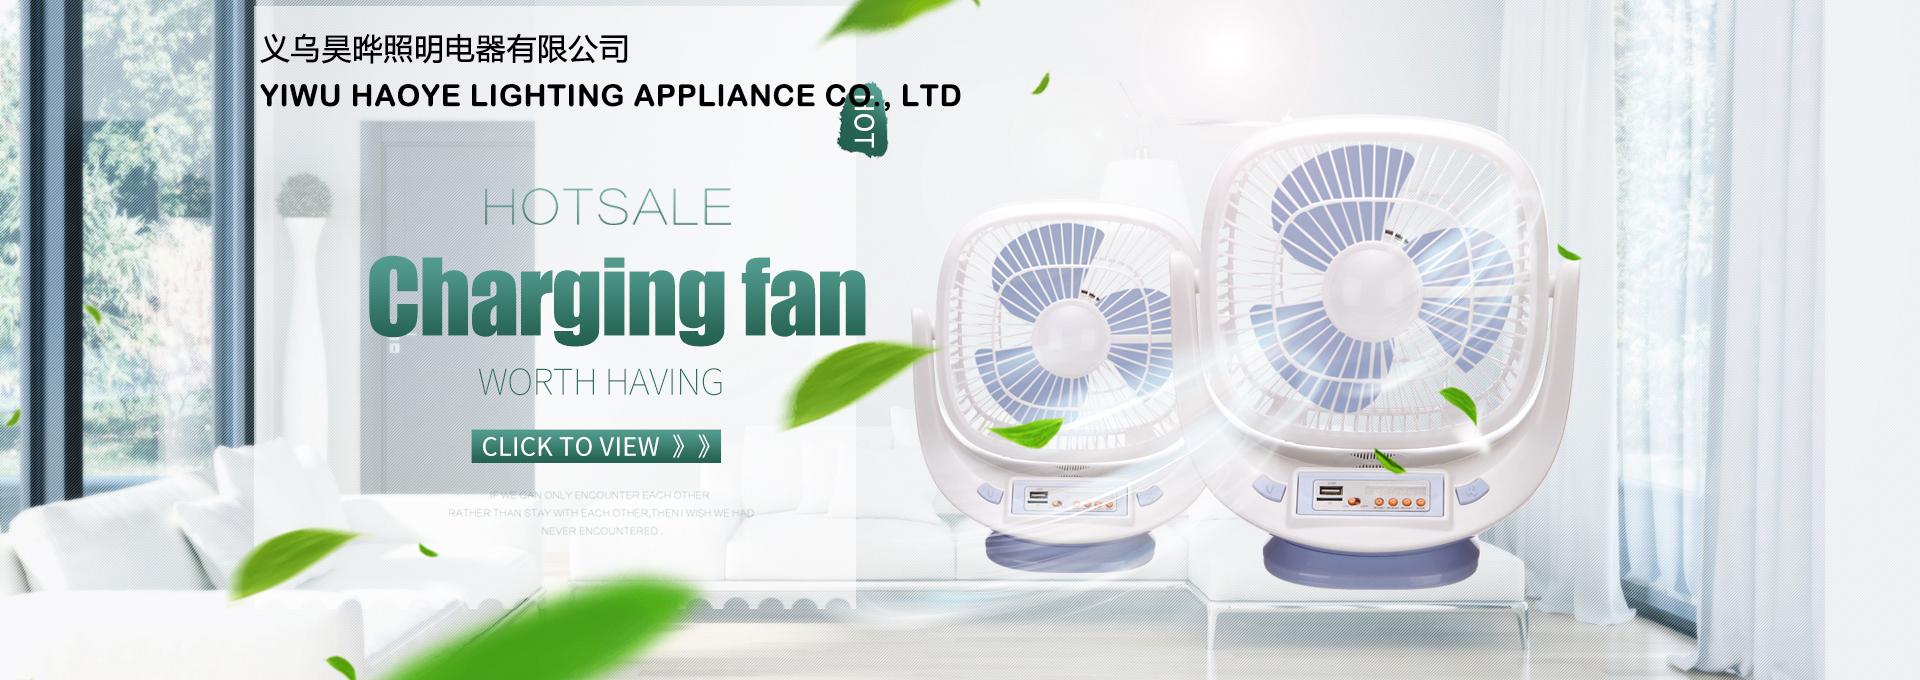 义乌昊晔照明电器有限公司
YIWU HAOYE LIGHTING APPLIANCE CO., LTD
HOT
HOTSALE
Charging fan
WORTH HAVING
CLICK TO VIEW 》》
IF WE CAN ONLY ENCOUNTER EACH OTHER
RATHER THAN STAY WITH EACH OTHER,THEN I WISH WE HAD
NEVER ENCOUNTERED .